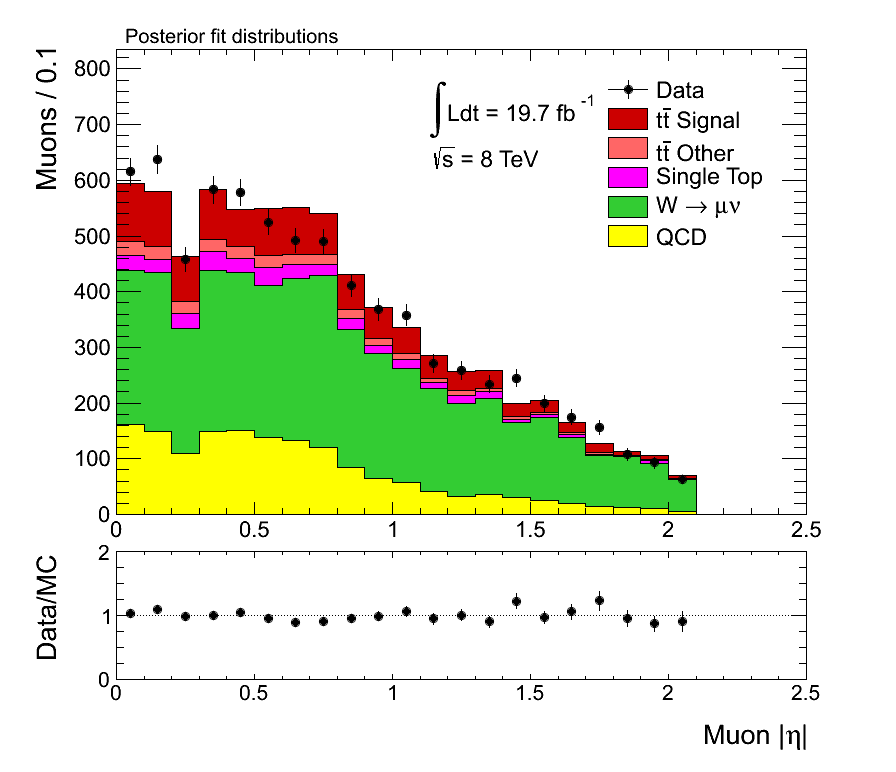 Posterior fit distributions
Muons / 0.1
800
700
600
500
400
300
200
100
0
∫ Ldt = 19.7 fb⁻¹
√s = 8 TeV
Data
tt̄ Signal
tt̄ Other
Single Top
W → μν
QCD
0 0.5 1 1.5 2 2.5
Data/MC
2
1
0
0 0.5 1 1.5 2 2.5
Muon |η|